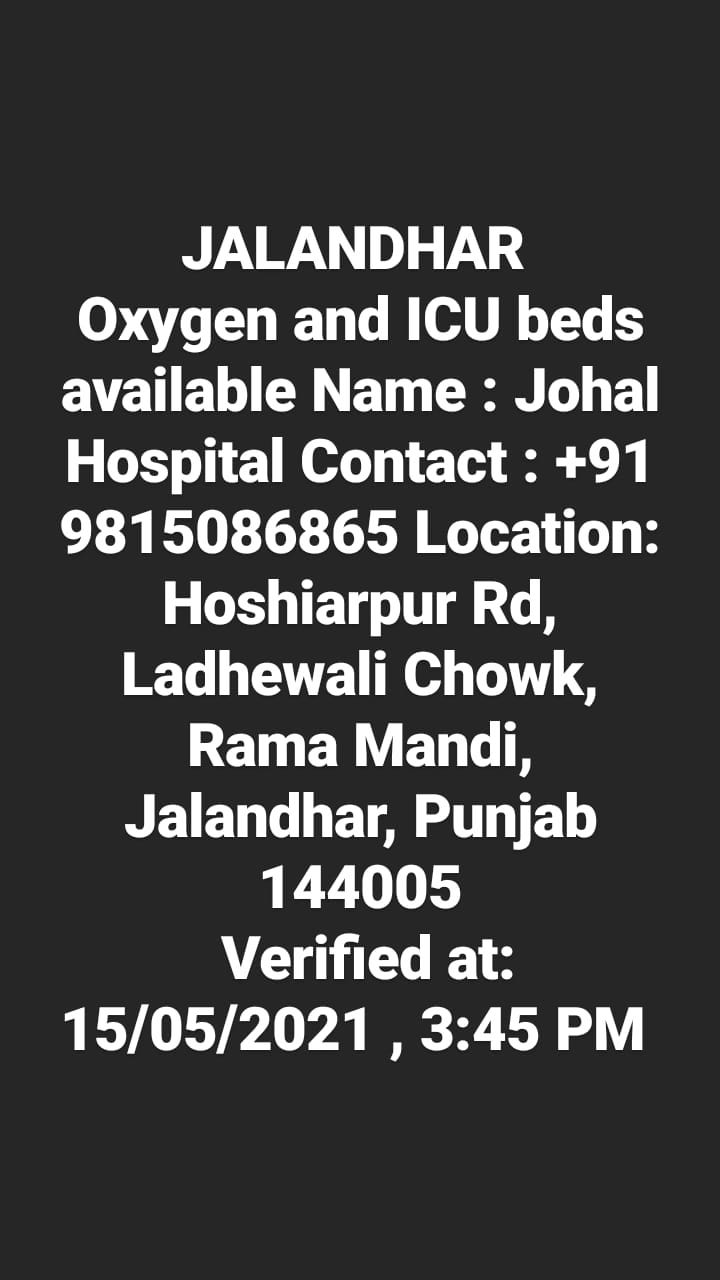 JALANDHAR
Oxygen and ICU beds
available Name : Johal
Hospital Contact : +91
9815086865 Location:
Hoshiarpur Rd,
Ladhewali Chowk,
Rama Mandi,
Jalandhar, Punjab
144005
Verified at:
15/05/2021 , 3:45 PM